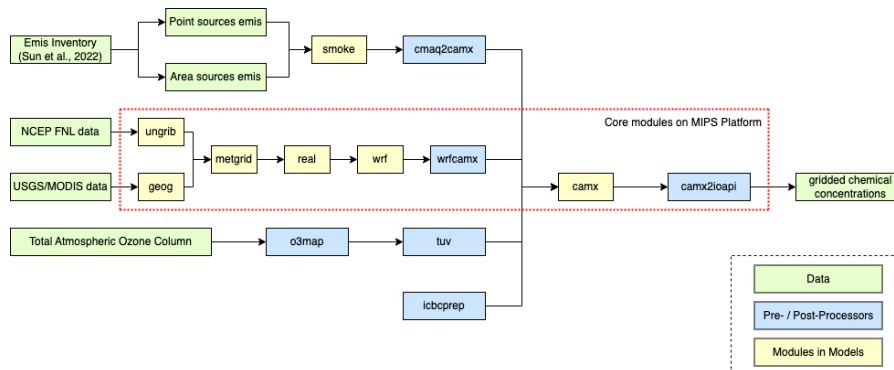 Point sources emis
Emis Inventory
(Sun et al., 2022)
smoke
cmaq2camx
Area sources emis
Core modules on MIPS Platform
NCEP FNL data
ungrib
metgrid
real
wrf
wrfcamx
USGS/MODIS data
geog
camx
camx2ioapi
gridded chemical
concentrations
Total Atmospheric Ozone Column
o3map
tuv
icbcprep
Data
Pre- / Post-Processors
Modules in Models